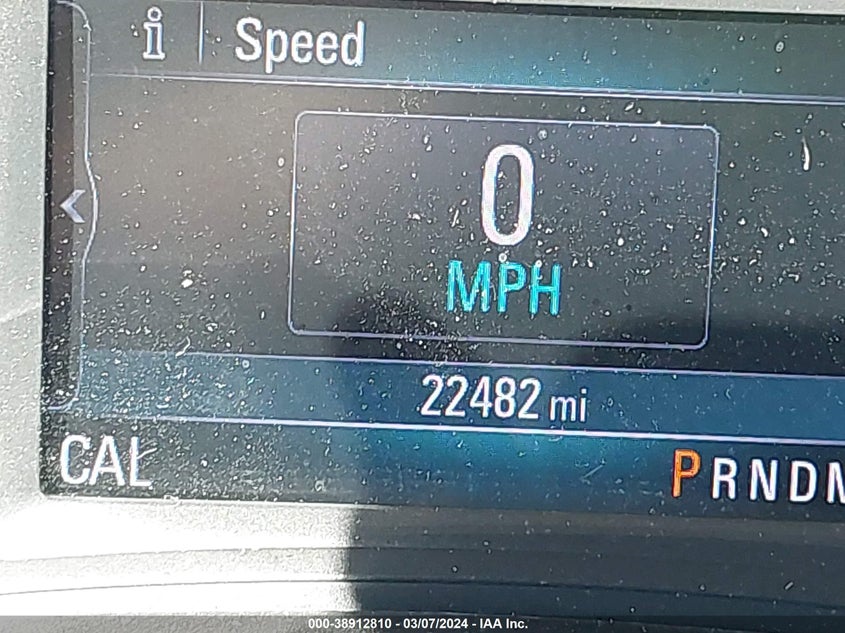 i Speed
0
MPH
22482 mi
CAL
PRNDM
000-38912810 - 03/07/2024 - IAA Inc.